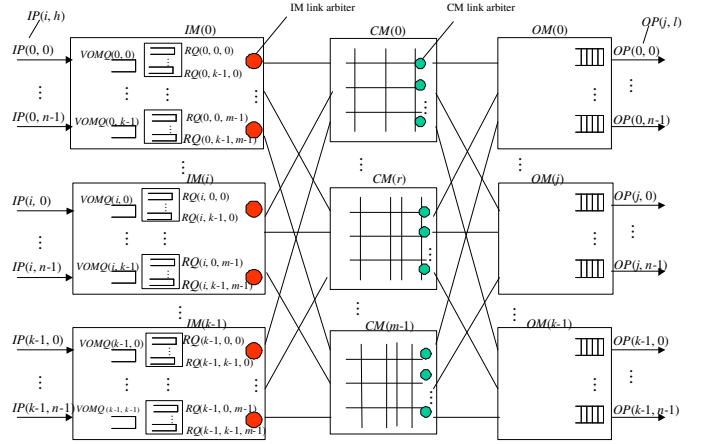 IM link arbiter
CM link arbiter
IP(i, h)
IM(0)
CM(0)
OM(0)
OP(j, l)
IP(0, 0)
VOMQ(0, 0)
RQ(0, 0, 0)
RQ(0, k-1, 0)
OP(0, 0)
IP(0, n-1)
VOMQ(0, k-1)
RQ(0, 0, m-1)
RQ(0, k-1, m-1)
OP(0, n-1)
IM(i)
CM(r)
OM(j)
IP(i, 0)
VOMQ(i, 0)
RQ(i, 0, 0)
RQ(i, k-1, 0)
OP(j, 0)
IP(i, n-1)
VOMQ(i, k-1)
RQ(i, 0, m-1)
RQ(i, k-1, m-1)
OP(j, n-1)
IM(k-1)
CM(m-1)
OM(k-1)
IP(k-1, 0)
VOMQ(k-1, 0)
RQ(k-1, 0, 0)
RQ(k-1, k-1, 0)
OP(k-1, 0)
IP(k-1, n-1)
VOMQ(k-1, k-1)
RQ(k-1, 0, m-1)
RQ(k-1, k-1, m-1)
OP(k-1, n-1)